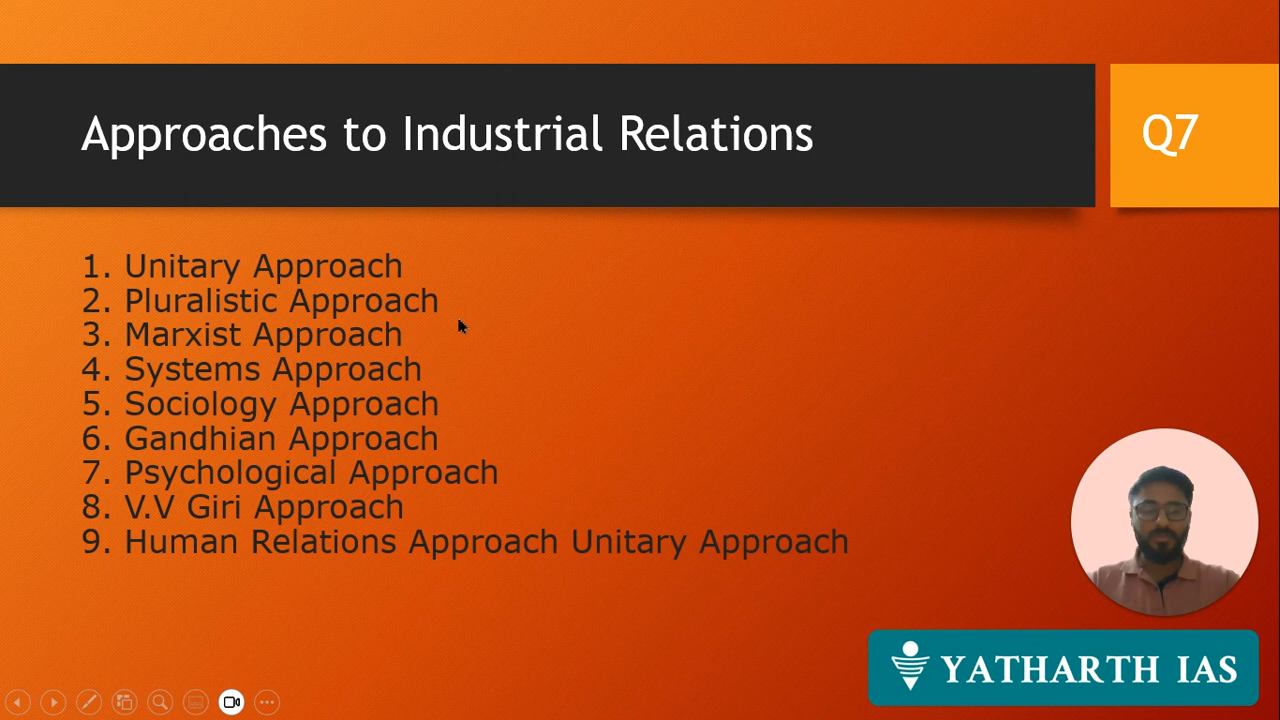 Approaches to Industrial Relations
Q7
1. Unitary Approach
2. Pluralistic Approach
3. Marxist Approach
4. Systems Approach
5. Sociology Approach
6. Gandhian Approach
7. Psychological Approach
8. V.V Giri Approach
9. Human Relations Approach Unitary Approach
YATHARTH IAS